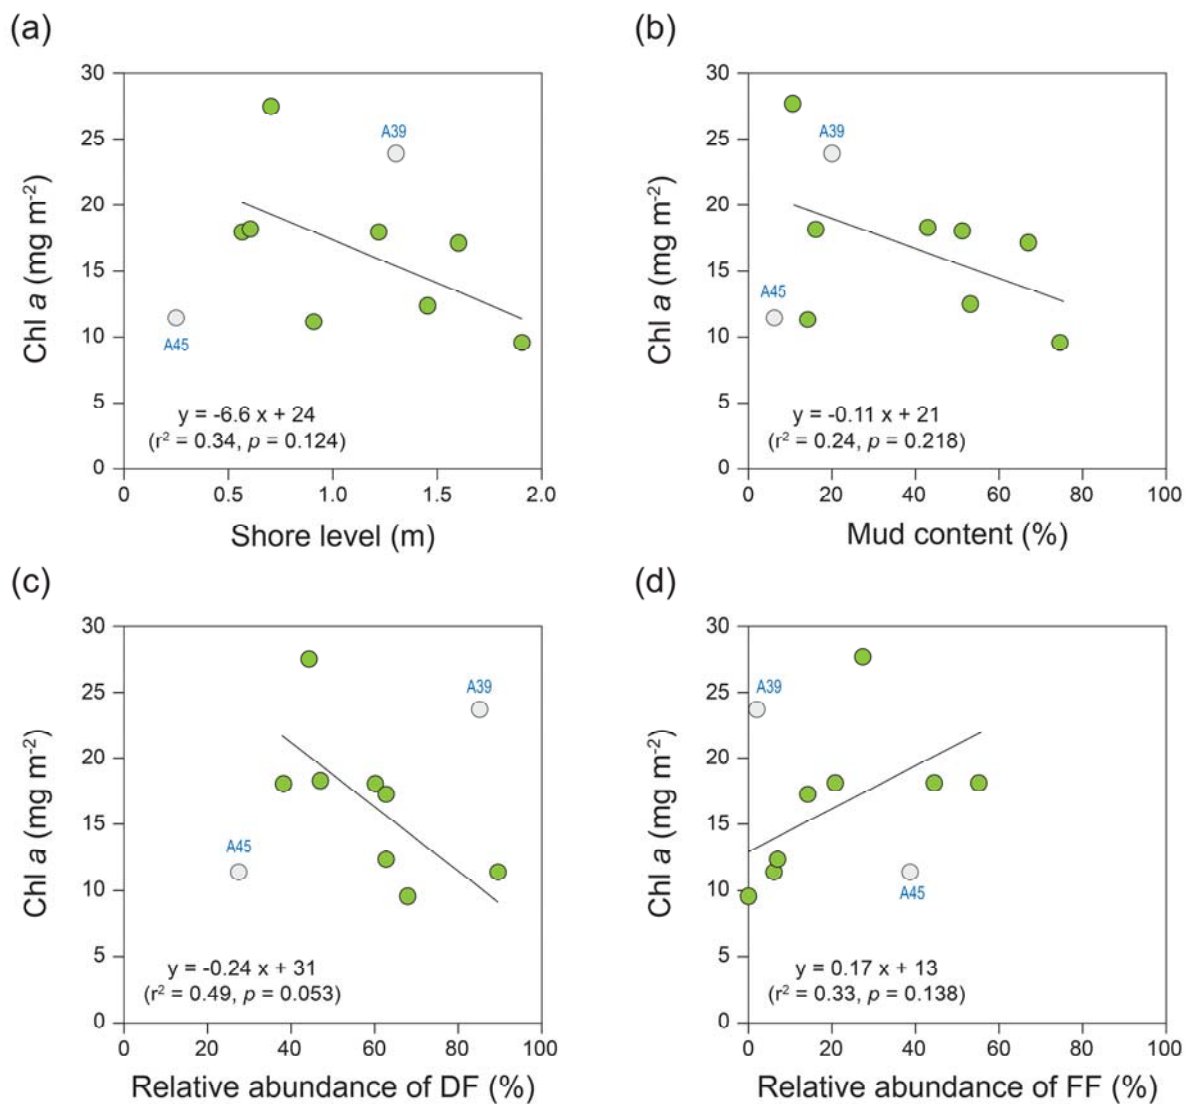 (a)
30
25
20
15
10
5
0
Chl a (mg m-2)
A39
A45
y = -6.6 x + 24
(r2 = 0.34, p = 0.124)
0 0.5 1.0 1.5 2.0
Shore level (m)
(b)
30
25
20
15
10
5
0
Chl a (mg m-2)
A39
A45
y = -0.11 x + 21
(r2 = 0.24, p = 0.218)
0 20 40 60 80 100
Mud content (%)
(c)
30
25
20
15
10
5
0
Chl a (mg m-2)
A39
A45
y = -0.24 x + 31
(r2 = 0.49, p = 0.053)
0 20 40 60 80 100
Relative abundance of DF (%)
(d)
30
25
20
15
10
5
0
Chl a (mg m-2)
A39
A45
y = 0.17 x + 13
(r2 = 0.33, p = 0.138)
0 20 40 60 80 100
Relative abundance of FF (%)